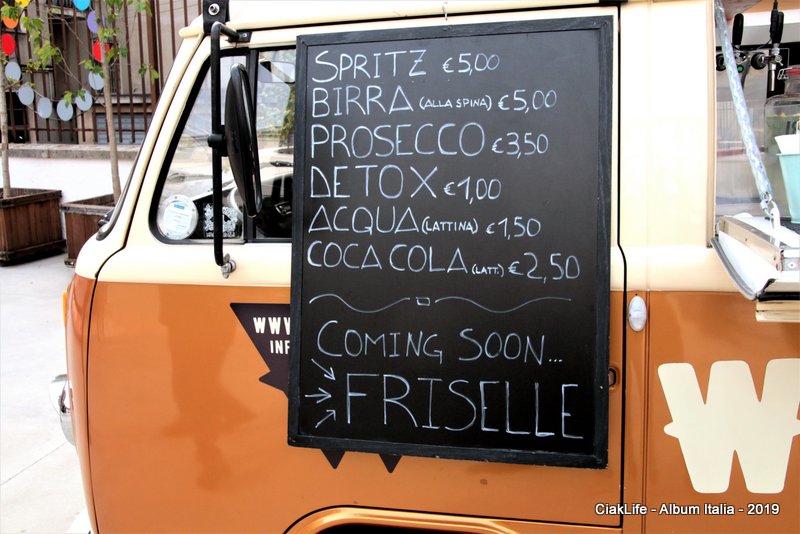 SPRITZ €5,00
BIRRA (ALLA SPINA) €5,00
PROSECCO €3,50
DETOX €1,00
ACQUA (LATTINA) €1,50
COCA COLA (LATT.) €2,50
COMING SOON...
FRISELLE
WWW
INF
W
CiakLife - Album Italia - 2019